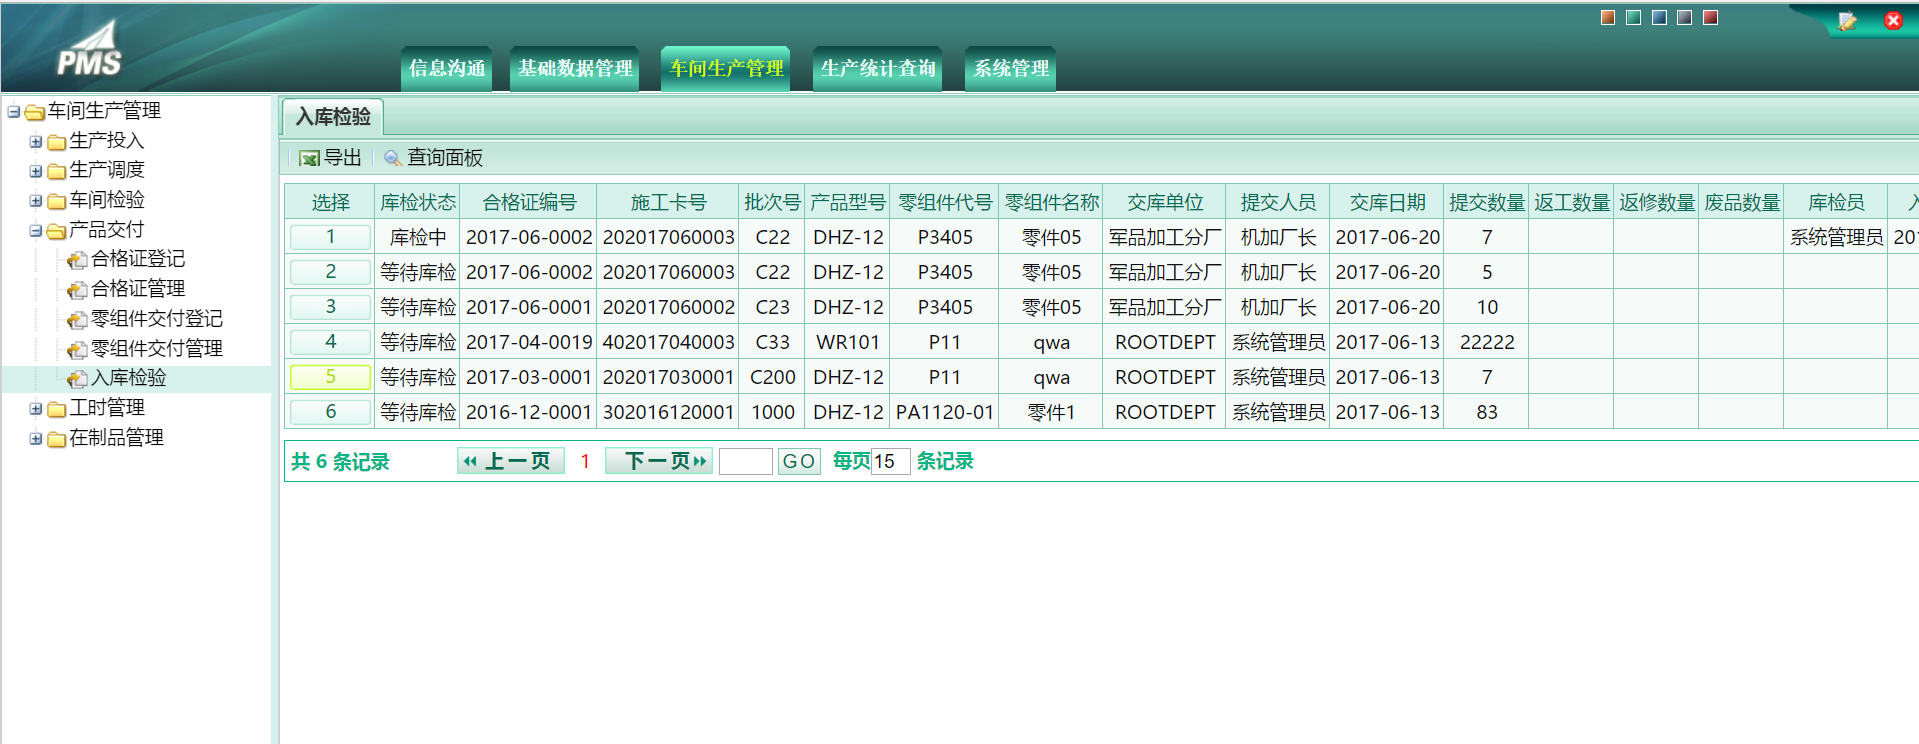 PMS
信息沟通 基础数据管理 车间生产管理 生产统计查询 系统管理
车间生产管理
生产投入
生产调度
车间检验
产品交付
合格证登记
合格证管理
零组件交付登记
零组件交付管理
入库检验
工时管理
在制品管理
入库检验
导出 查询面板
选择 库检状态 合格证编号 施工卡号 批次号 产品型号 零组件代号 零组件名称 交库单位 提交人员 交库日期 提交数量 返工数量 返修数量 废品数量 库检员
1 库检中 2017-06-0002 202017060003 C22 DHZ-12 P3405 零件05 军品加工分厂 机加厂长 2017-06-20 7 系统管理员 201
2 等待库检 2017-06-0002 202017060003 C22 DHZ-12 P3405 零件05 军品加工分厂 机加厂长 2017-06-20 5
3 等待库检 2017-06-0001 202017060002 C23 DHZ-12 P3405 零件05 军品加工分厂 机加厂长 2017-06-20 10
4 等待库检 2017-04-0019 402017040003 C33 WR101 P11 qwa ROOTDEPT 系统管理员 2017-06-13 22222
5 等待库检 2017-03-0001 202017030001 C200 DHZ-12 P11 qwa ROOTDEPT 系统管理员 2017-06-13 7
6 等待库检 2016-12-0001 302016120001 1000 DHZ-12 PA1120-01 零件1 ROOTDEPT 系统管理员 2017-06-13 83
共 6 条记录 上一页 1 下一页 GO 每页 15 条记录